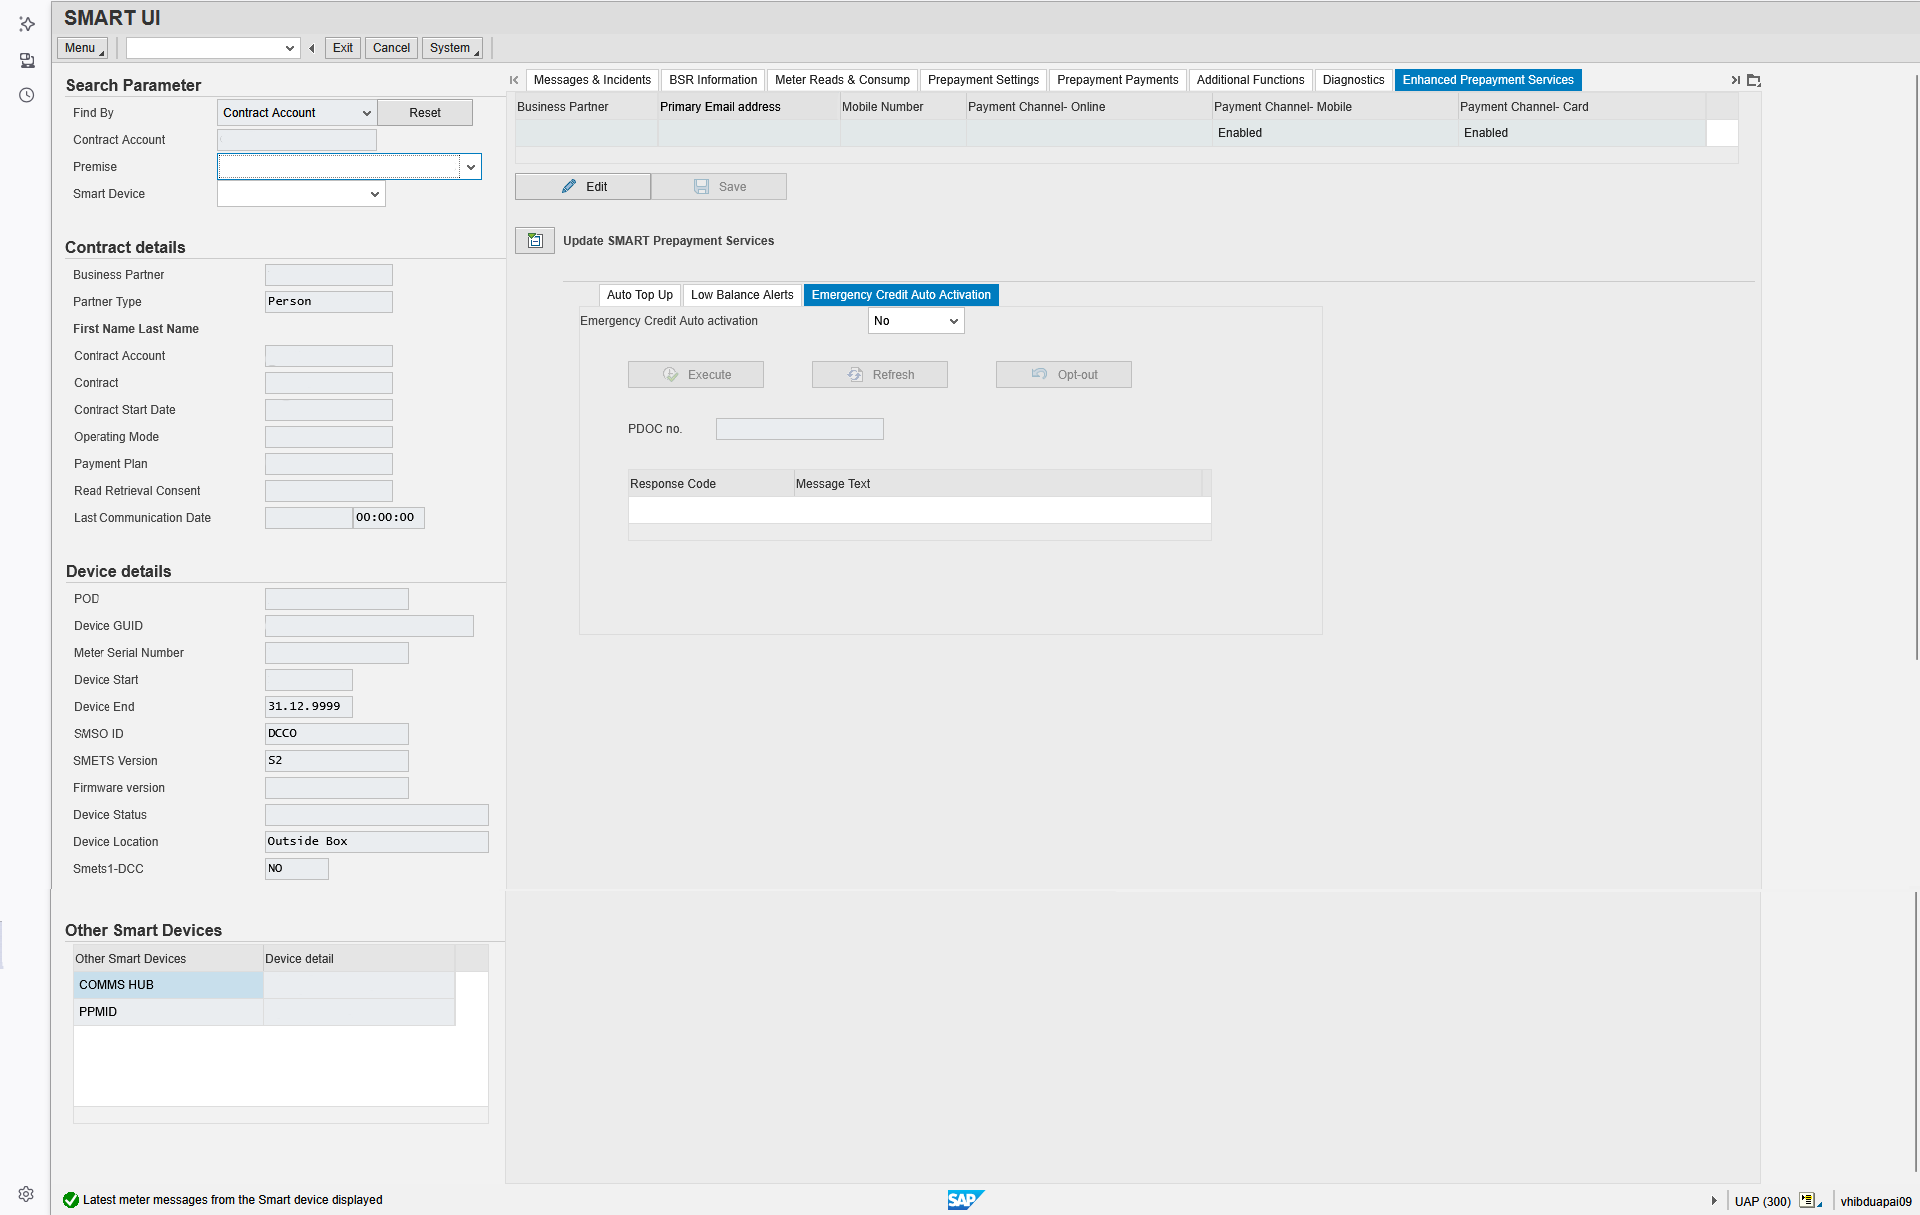 SMART UI
Menu
Exit
Cancel
System
Search Parameter
Find By
Contract Account
Reset
Contract Account
Premise
Smart Device
Contract details
Business Partner
Partner Type
Person
First Name Last Name
Contract Account
Contract
Contract Start Date
Operating Mode
Payment Plan
Read Retrieval Consent
Last Communication Date
00:00:00
Device details
POD
Device GUID
Meter Serial Number
Device Start
Device End
31.12.9999
SMSO ID
DCCO
SMETS Version
S2
Firmware version
Device Status
Device Location
Outside Box
Smets1-DCC
NO
Other Smart Devices
Other Smart Devices
Device detail
COMMS HUB
PPMID
Messages & Incidents
BSR Information
Meter Reads & Consump
Prepayment Settings
Prepayment Payments
Additional Functions
Diagnostics
Enhanced Prepayment Services
Business Partner
Primary Email address
Mobile Number
Payment Channel- Online
Payment Channel- Mobile
Payment Channel- Card
Enabled
Enabled
Edit
Save
Update SMART Prepayment Services
Auto Top Up
Low Balance Alerts
Emergency Credit Auto Activation
Emergency Credit Auto activation
No
Execute
Refresh
Opt-out
PDOC no.
Response Code
Message Text
Latest meter messages from the Smart device displayed
SAP
UAP (300)
vhibduapai09